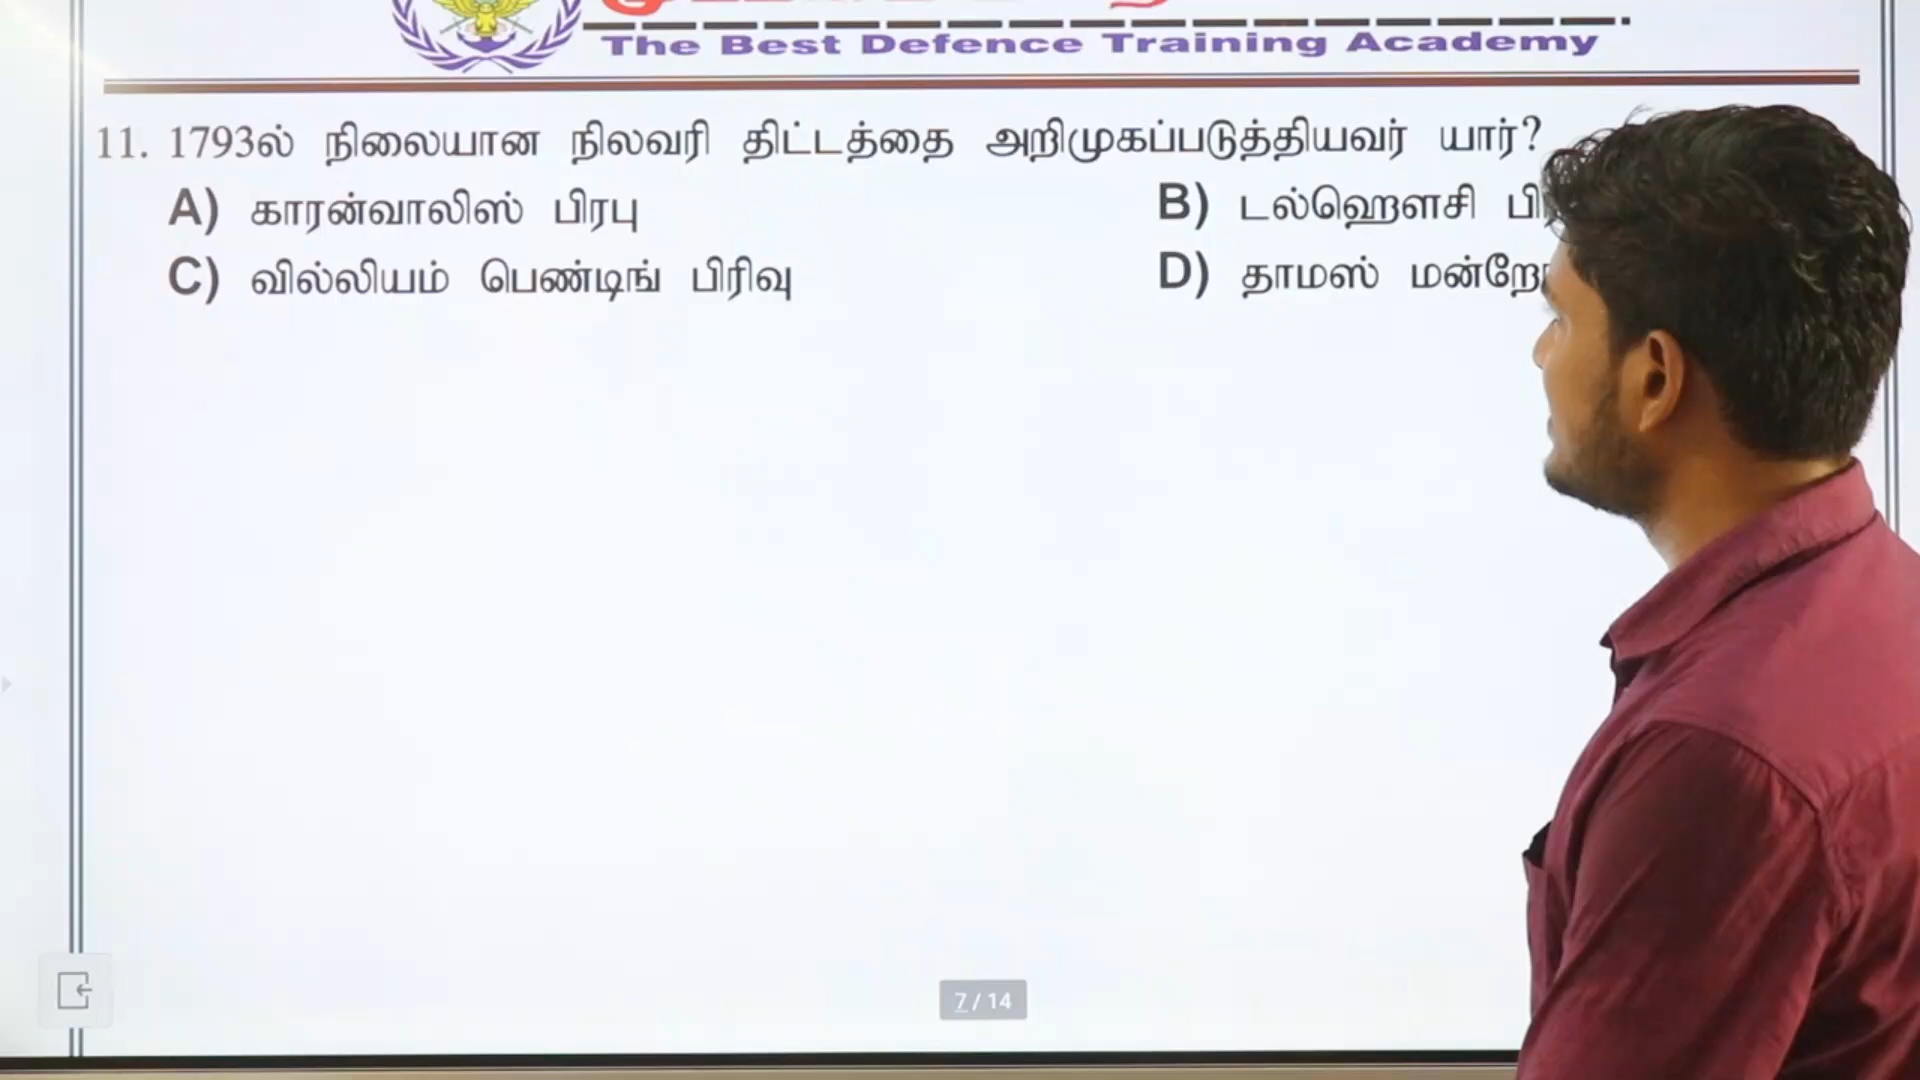 The Best Defence Training Academy
11. 1793ல் நிலையான நிலவரி திட்டத்தை அறிமுகப்படுத்தியவர் யார்?
A) காரன்வாலிஸ் பிரபு
B) டல்ஹௌசி
C) வில்லியம் பெண்டிங் பிரிவு
D) தாமஸ்
7 / 14